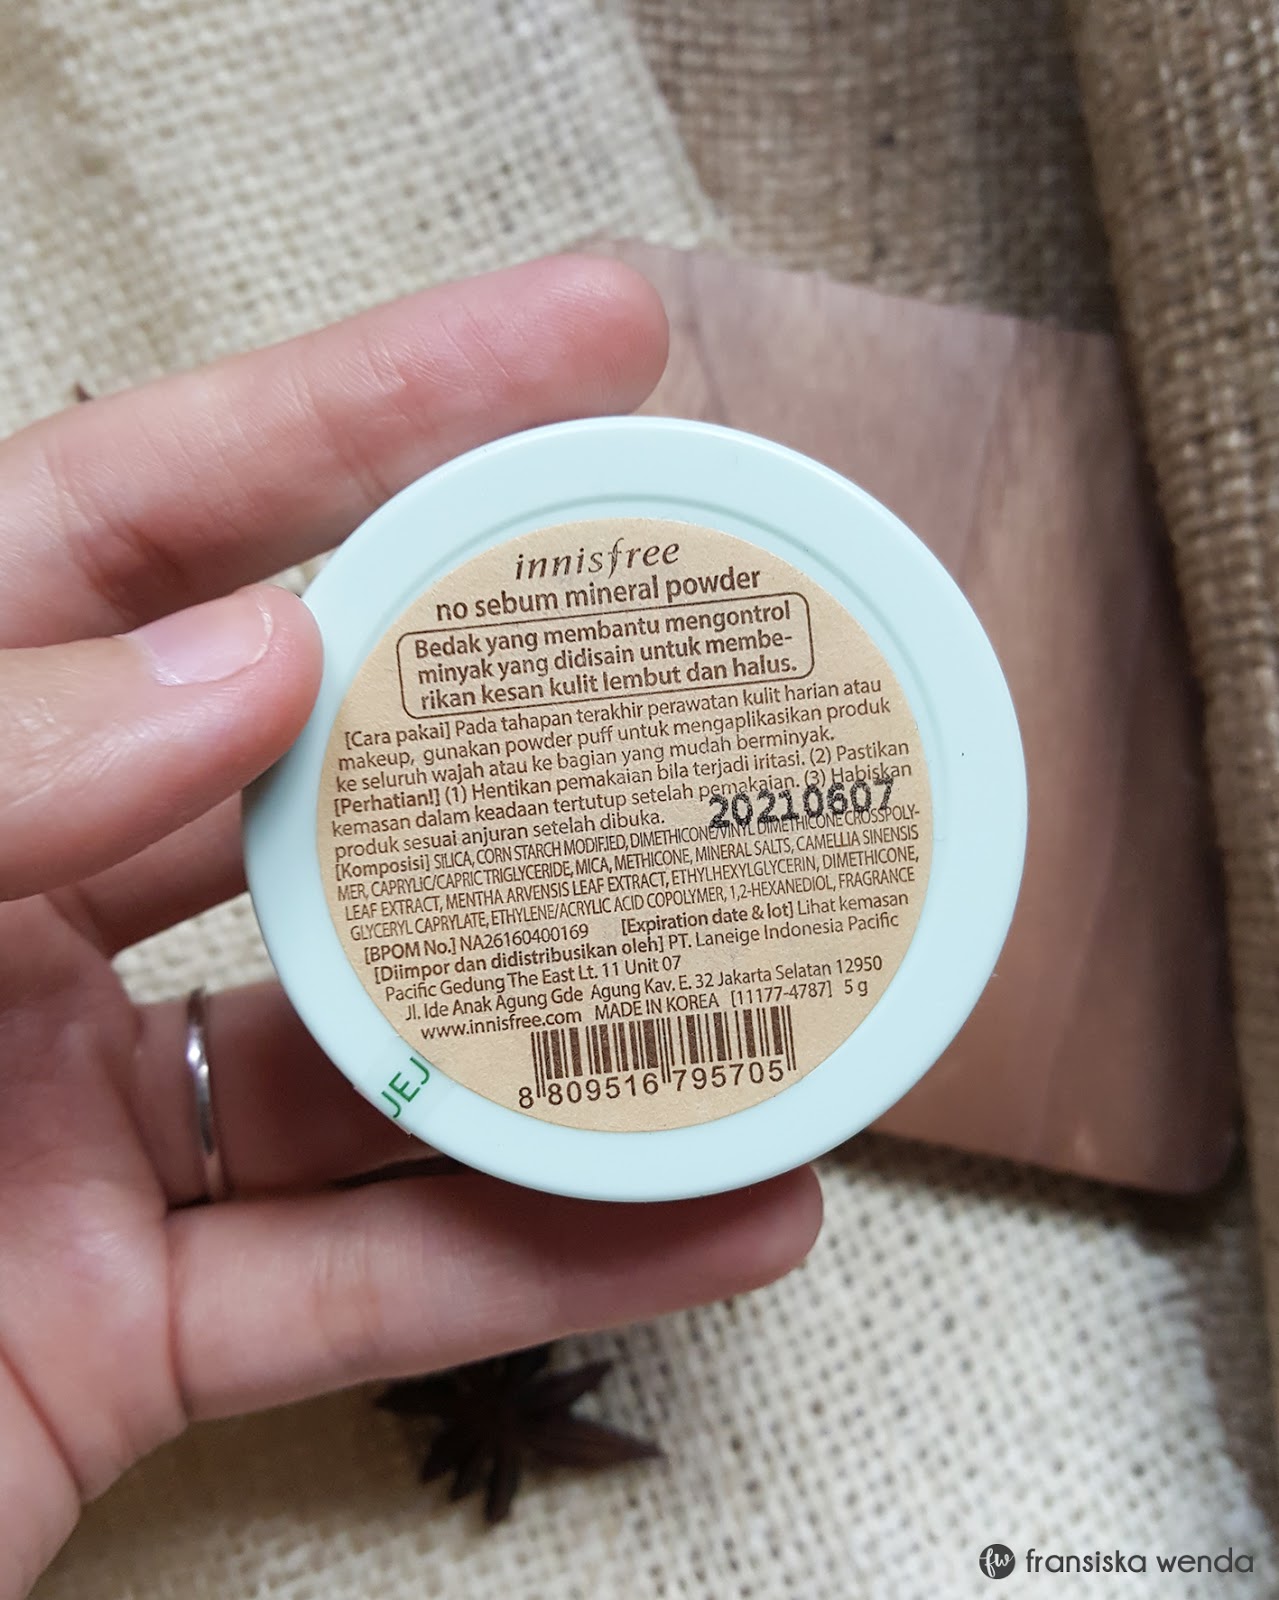 innisfree
no sebum mineral powder
Bedak yang membantu mengontrol
minyak yang didisain untuk membe-
rikan kesan kulit lembut dan halus.
[Cara pakai] Pada tahapan terakhir perawatan kulit harian atau
makeup, gunakan powder puff untuk mengaplikasikan produk
ke seluruh wajah atau ke bagian yang mudah berminyak.
[Perhatian!] (1) Hentikan pemakaian bila terjadi iritasi. (2) Pastikan
kemasan dalam keadaan tertutup setelah pemakaian. (3) Habiskan
produk sesuai anjuran setelah dibuka.
20210607
[Komposisi] SILICA, CORN STARCH MODIFIED, DIMETHICONE/VINYL DIMETHICONE CROSSPOLY-
MER, CAPRYLIC/CAPRIC TRIGLYCERIDE, MICA, METHICONE, MINERAL SALTS, CAMELLIA SINENSIS
LEAF EXTRACT, MENTHA ARVENSIS LEAF EXTRACT, ETHYLHEXYLGLYCERIN, DIMETHICONE,
GLYCERYL CAPRYLATE, ETHYLENE/ACRYLIC ACID COPOLYMER, 1,2-HEXANEDIOL, FRAGRANCE
[BPOM No.] NA26160400169 [Expiration date & lot] Lihat kemasan
[Diimpor dan didistribusikan oleh] PT. Laneige Indonesia Pacific
Pacific Gedung The East Lt. 11 Unit 07
Jl. Ide Anak Agung Gde Agung Kav. E. 32 Jakarta Selatan 12950
www.innisfree.com MADE IN KOREA [11177-4787] 5 g
8 809516 795705
JEJ
fw fransiska wenda